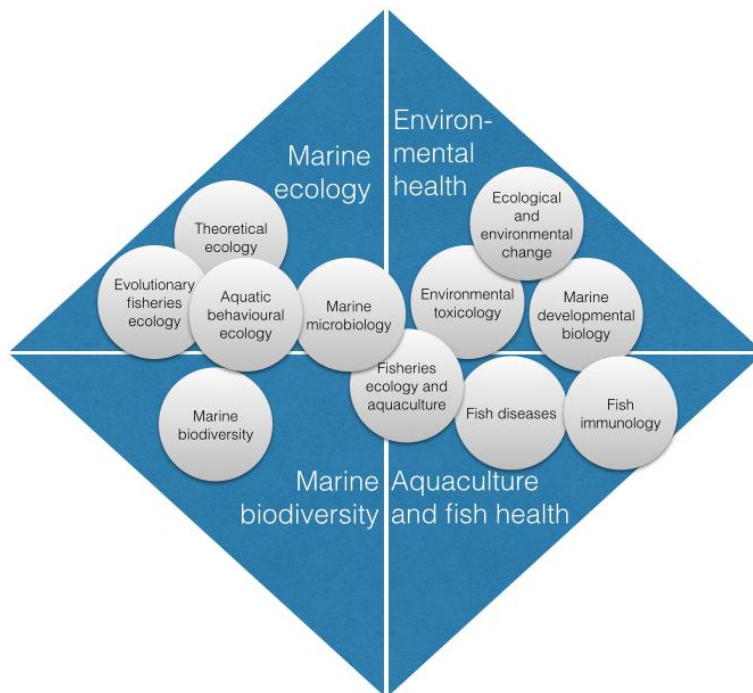 Marine
ecology
Environ-
mental
health
Theoretical
ecology
Evolutionary
fisheries
ecology
Aquatic
behavioural
ecology
Marine
microbiology
Ecological
and
environmental
change
Environmental
toxicology
Marine
developmental
biology
Fisheries
ecology and
aquaculture
Marine
biodiversity
Fish diseases
Fish
immunology
Marine
biodiversity
Aquaculture
and fish health